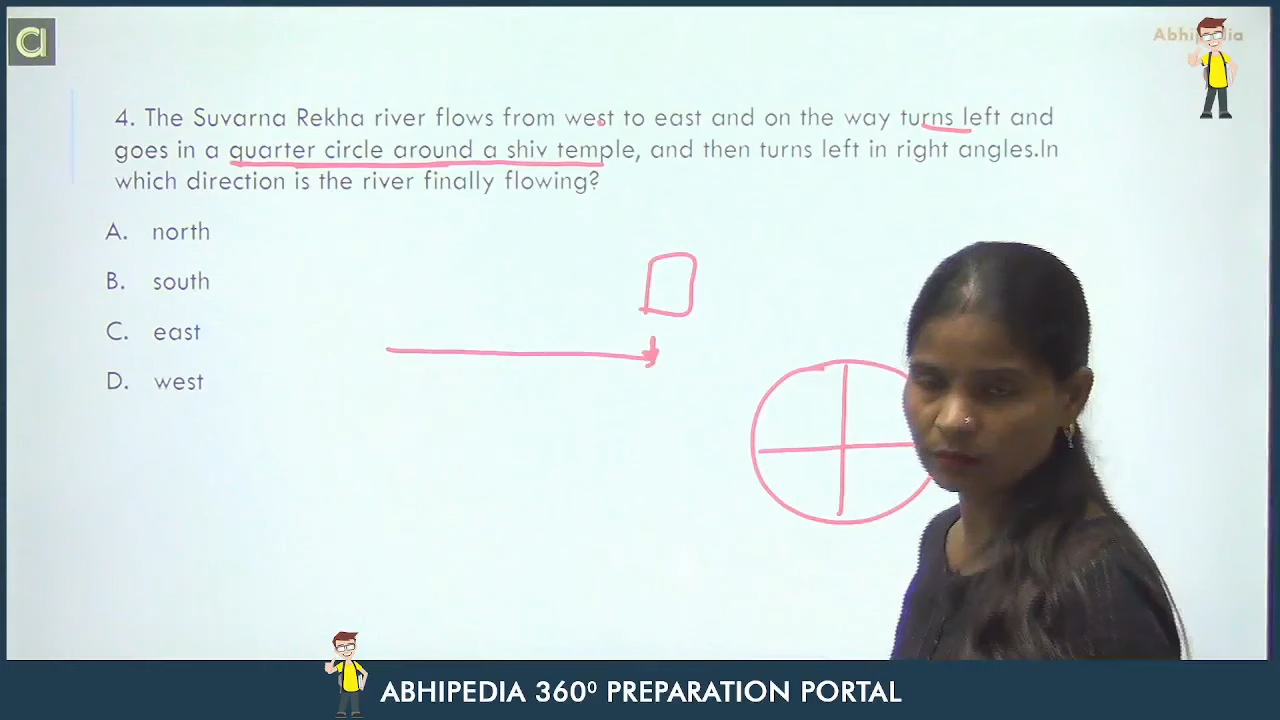 4. The Suvarna Rekha river flows from west to east and on the way turns left and
goes in a quarter circle around a shiv temple, and then turns left in right angles.In
which direction is the river finally flowing?
A. north
B. south
C. east
D. west
ABHIPEDIA 360⁰ PREPARATION PORTAL